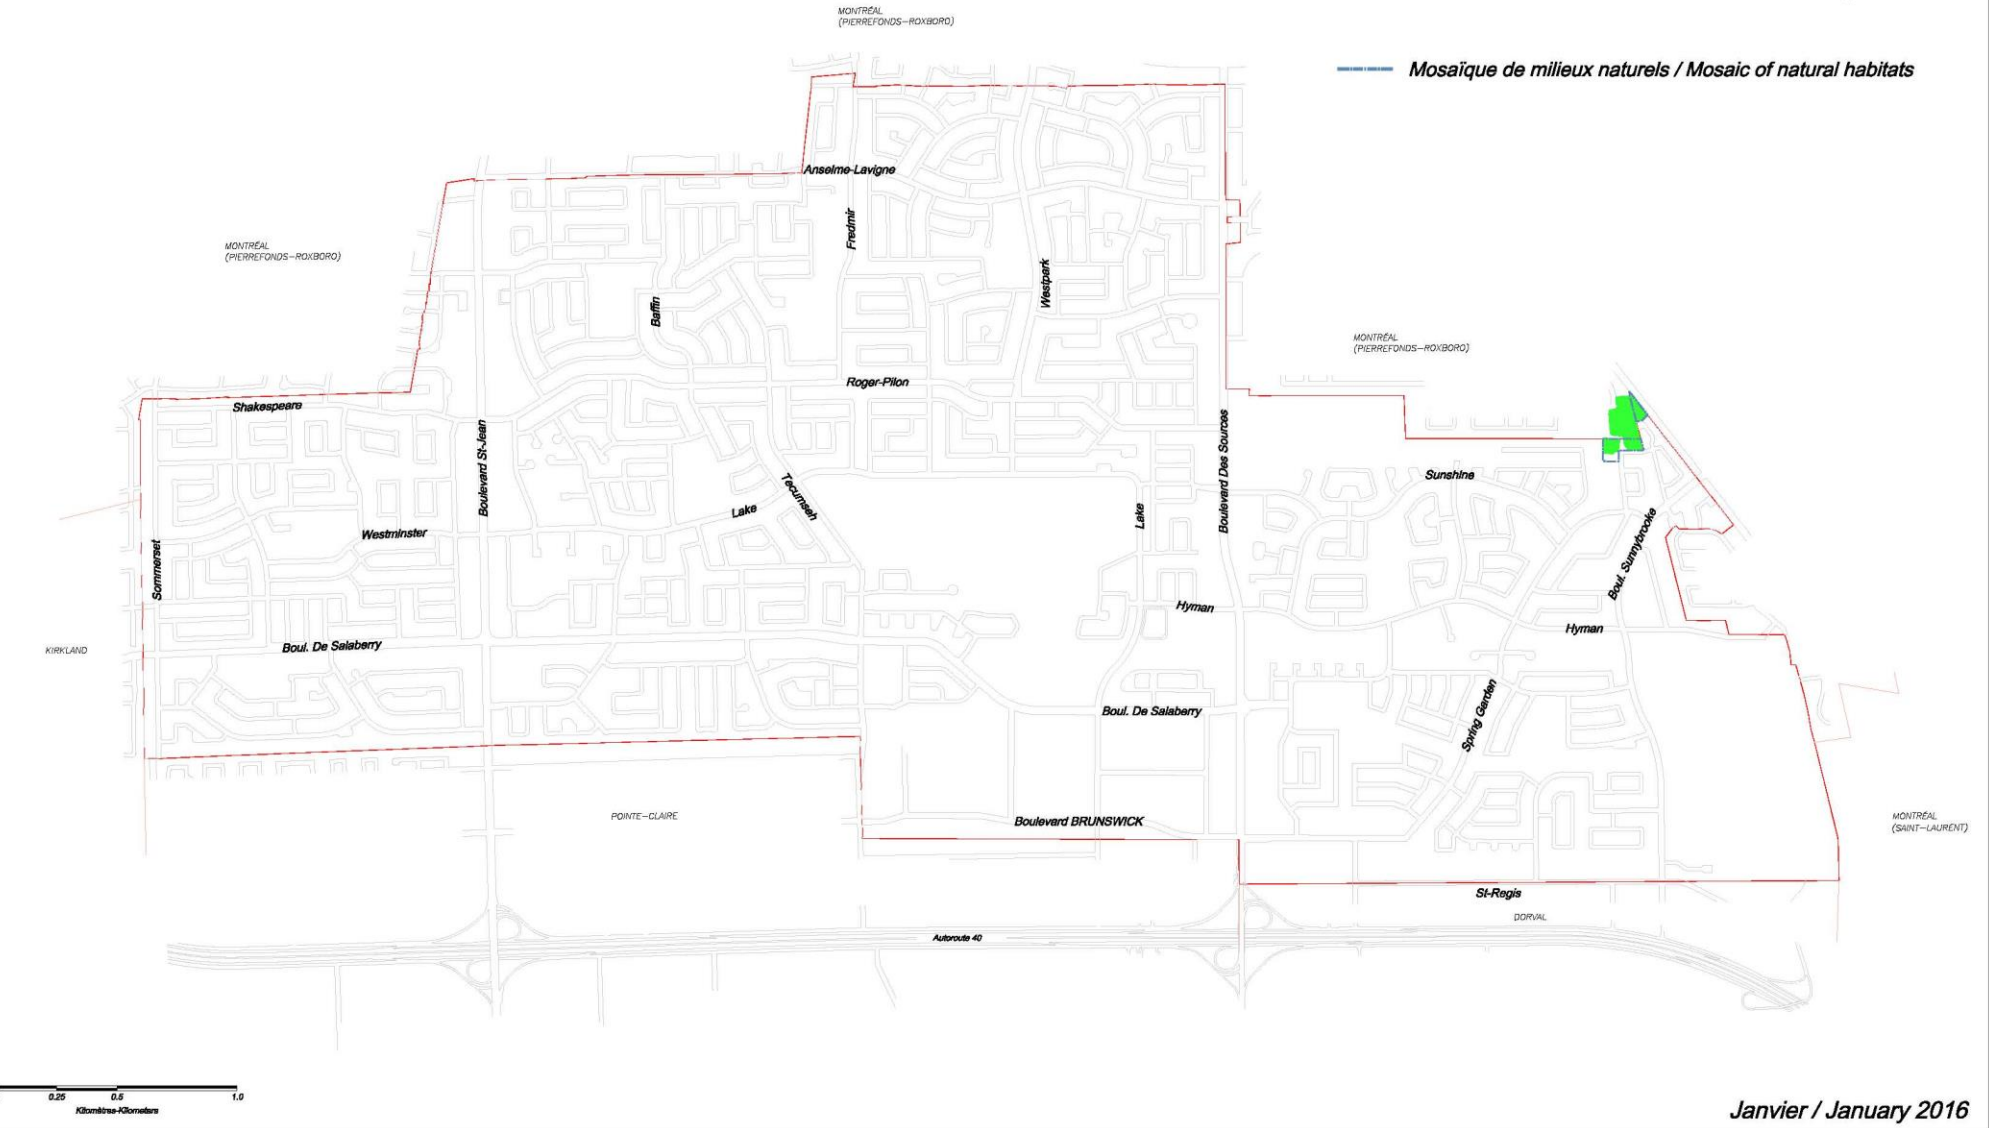 MONTRÉAL
(PIERREFONDS-ROXBORO)
Mosaïque de milieux naturels / Mosaic of natural habitats
Anselme-Lavigne
Fredmir
MONTRÉAL
(PIERREFONDS-ROXBORO)
Westpark
Baffin
MONTRÉAL
(PIERREFONDS-ROXBORO)
Roger-Pilon
Shakespeare
Boulevard St-Jean
Boulevard Des Sources
Sunshine
Tecumseh
Lake
Lake
Westminster
Boul. Sunnybrooke
Sommerset
Hyman
Hyman
Boul. De Salaberry
KIRKLAND
Boul. De Salaberry
Spring Garden
POINTE-CLAIRE
Boulevard BRUNSWICK
MONTRÉAL
(SAINT-LAURENT)
St-Regis
DORVAL
Autoroute 40
0.25 0.5 1.0
Kilomètres-Kilometers
Janvier / January 2016